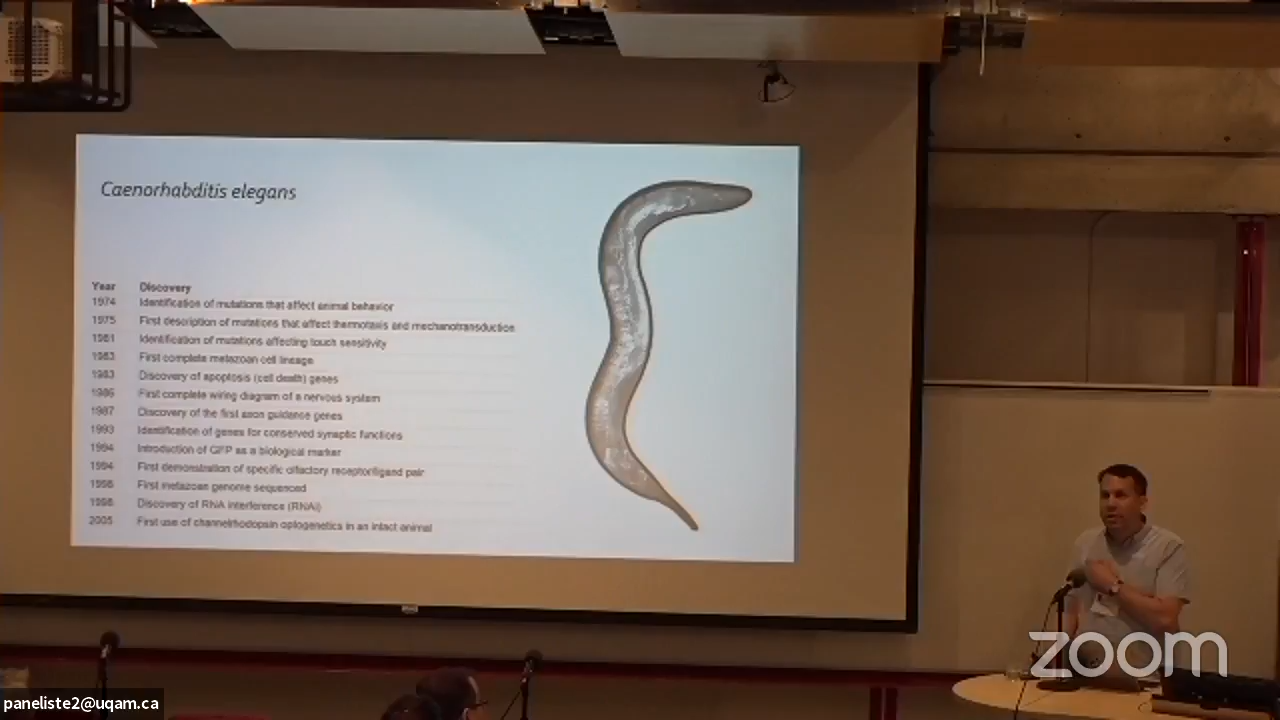 Caenorhabditis elegans
Year Discovery
1974 Identification of mutations that affect animal behavior
1975 First description of mutations that affect thermotaxis and mechanotransduction
1981 Identification of mutations affecting touch sensitivity
1983 First complete metazoan cell lineage
1983 Discovery of apoptosis (cell death) genes
1986 First complete wiring diagram of a nervous system
1987 Discovery of the first axon guidance genes
1993 Identification of genes for conserved synaptic functions
1994 Introduction of GFP as a biological marker
1994 First demonstration of specific olfactory receptor/ligand pair
1998 First metazoan genome sequenced
1998 Discovery of RNA interference (RNAi)
2005 First use of channelrhodopsin optogenetics in an intact animal
zoom
paneliste2@uqam.ca